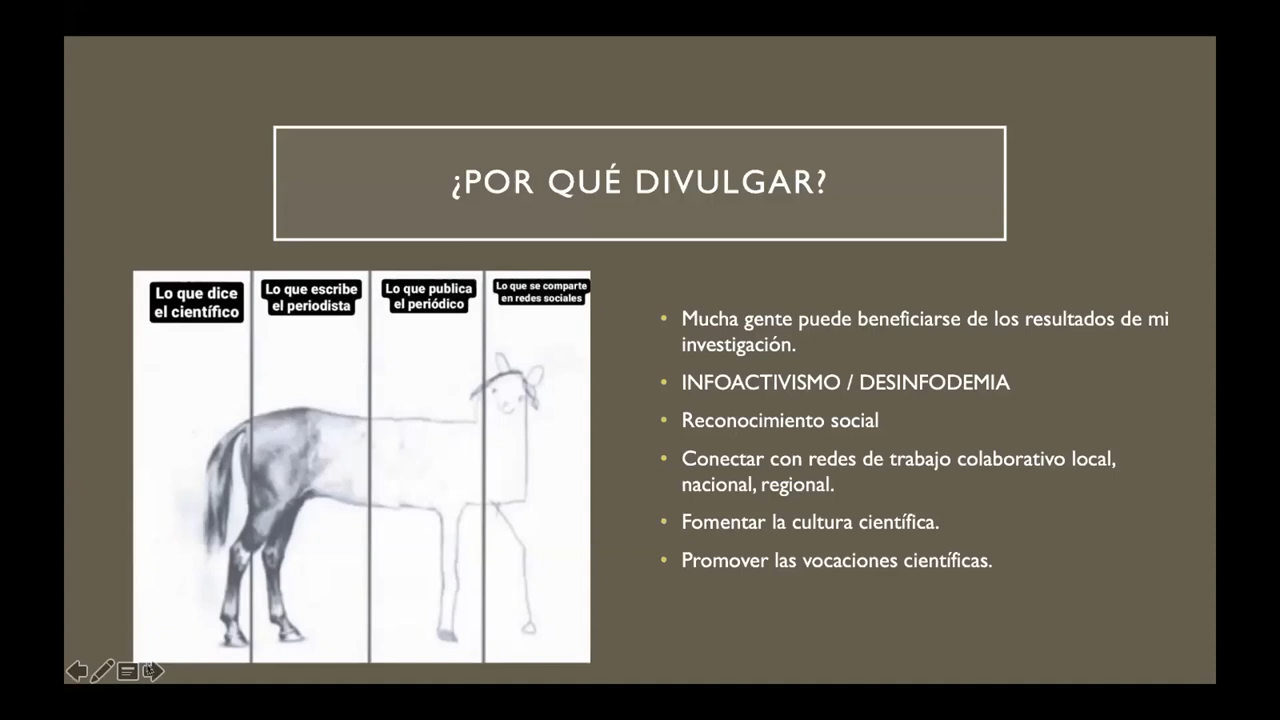 ¿POR QUÉ DIVULGAR?
Lo que dice
el científico
Lo que escribe
el periodista
Lo que publica
el periódico
Lo que se comparte
en redes sociales
• Mucha gente puede beneficiarse de los resultados de mi
investigación.
• INFOACTIVISMO / DESINFODEMIA
• Reconocimiento social
• Conectar con redes de trabajo colaborativo local,
nacional, regional.
• Fomentar la cultura científica.
• Promover las vocaciones científicas.